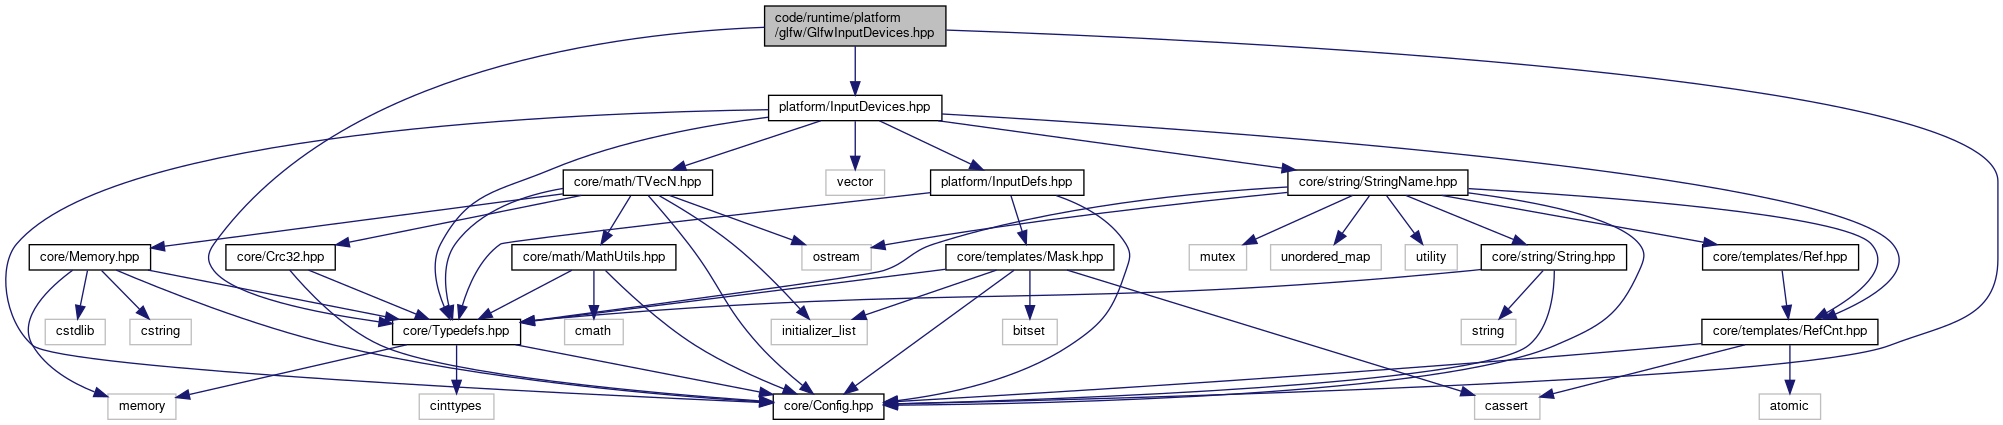 code/runtime/platform
/glfw/GlfwInputDevices.hpp
platform/InputDevices.hpp
core/math/TVecN.hpp
vector
platform/InputDefs.hpp
core/string/StringName.hpp
core/Memory.hpp
core/Crc32.hpp
core/math/MathUtils.hpp
ostream
core/templates/Mask.hpp
mutex
unordered_map
utility
core/string/String.hpp
core/templates/Ref.hpp
cstdlib
cstring
core/Typedefs.hpp
cmath
initializer_list
bitset
string
core/templates/RefCnt.hpp
memory
cinttypes
core/Config.hpp
cassert
atomic